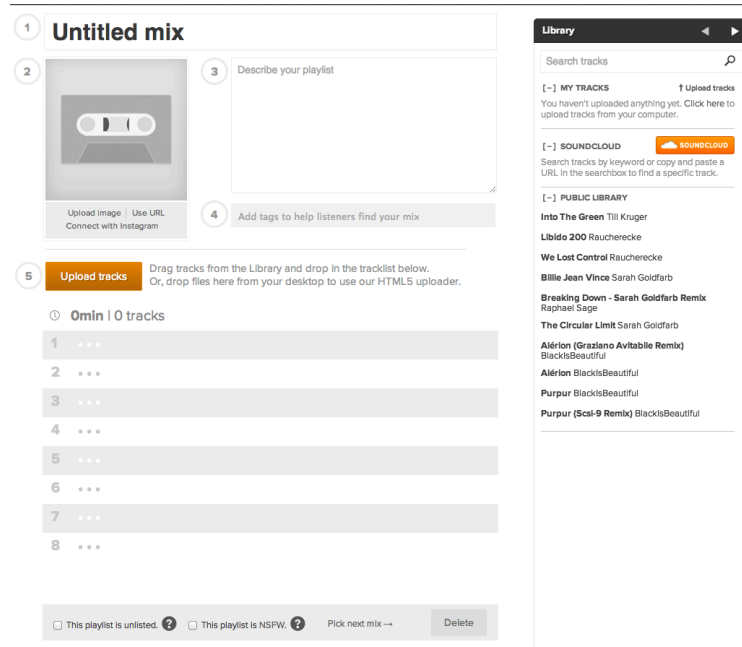 1
Untitled mix
2
3
Describe your playlist
Upload image | Use URL
Connect with Instagram
4
Add tags to help listeners find your mix
5
Upload tracks
Drag tracks from the Library and drop in the tracklist below.
Or, drop files here from your desktop to use our HTML5 uploader.
0min | 0 tracks
1 •••
2 •••
3 •••
4 •••
5 •••
6 •••
7 •••
8 •••
This playlist is unlisted. ?
This playlist is NSFW. ?
Pick next mix →
Delete
Library ◀ ▶
Search tracks
[-] MY TRACKS
↑ Upload tracks
You haven't uploaded anything yet. Click here to
upload tracks from your computer.
[-] SOUNDCLOUD
SOUNDCLOUD
Search tracks by keyword or copy and paste a
URL in the searchbox to find a specific track.
[-] PUBLIC LIBRARY
Into The Green Till Kruger
Libido 200 Raucherecke
We Lost Control Raucherecke
Billie Jean Vince Sarah Goldfarb
Breaking Down - Sarah Goldfarb Remix
Raphael Sage
The Circular Limit Sarah Goldfarb
Alérion (Graziano Avitabile Remix)
BlackIsBeautiful
Alérion BlackIsBeautiful
Purpur BlackIsBeautiful
Purpur (Scsi-9 Remix) BlackIsBeautiful